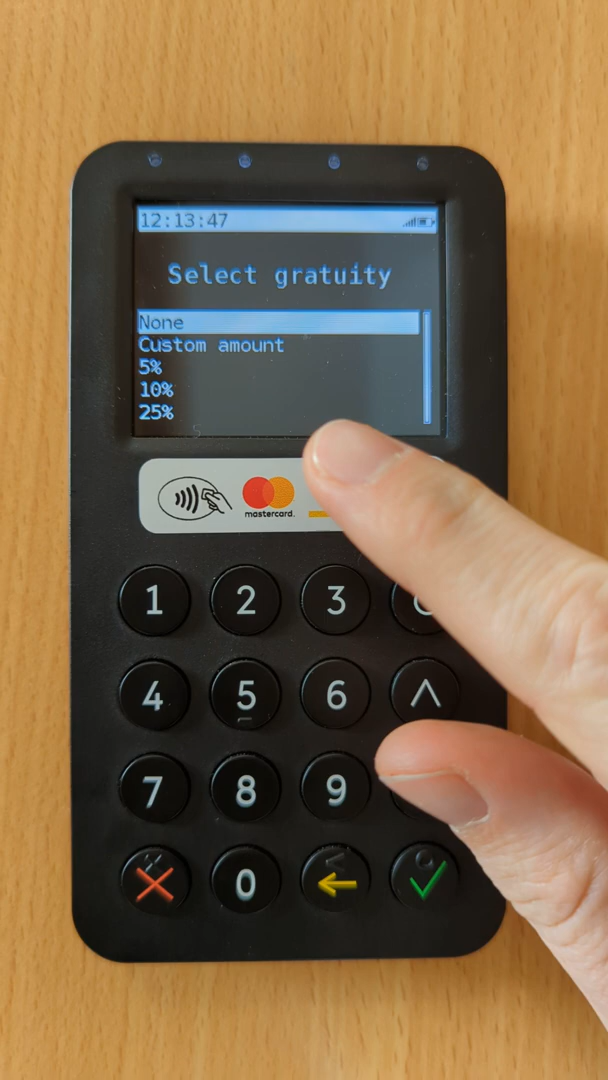 12:13:47
Select gratuity
None
Custom amount
5%
10%
25%
mastercard.
1 2 3
4 5 6
7 8 9
0